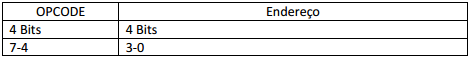 OPCODE Endereço
4 Bits 4 Bits
7-4 3-0